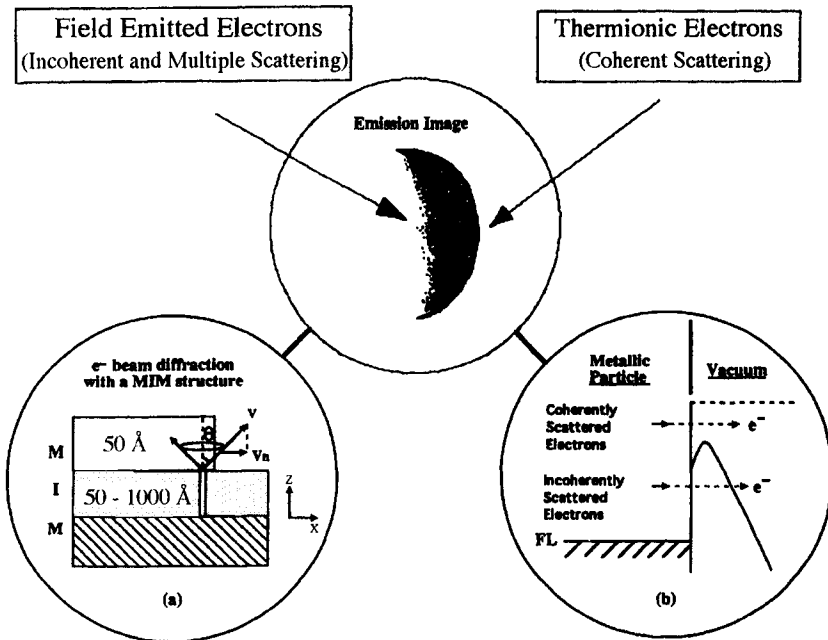 Field Emitted Electrons
(Incoherent and Multiple Scattering)
Thermionic Electrons
(Coherent Scattering)
Emission Image
e⁻ beam diffraction
with a MIM structure
M
50 Å
I
50 - 1000 Å
M
θ
v
Vn
Z
X
(a)
Metallic
Particle
Vacuum
Coherently
Scattered
Electrons
e⁻
Incoherently
Scattered
Electrons
e⁻
FL
(b)